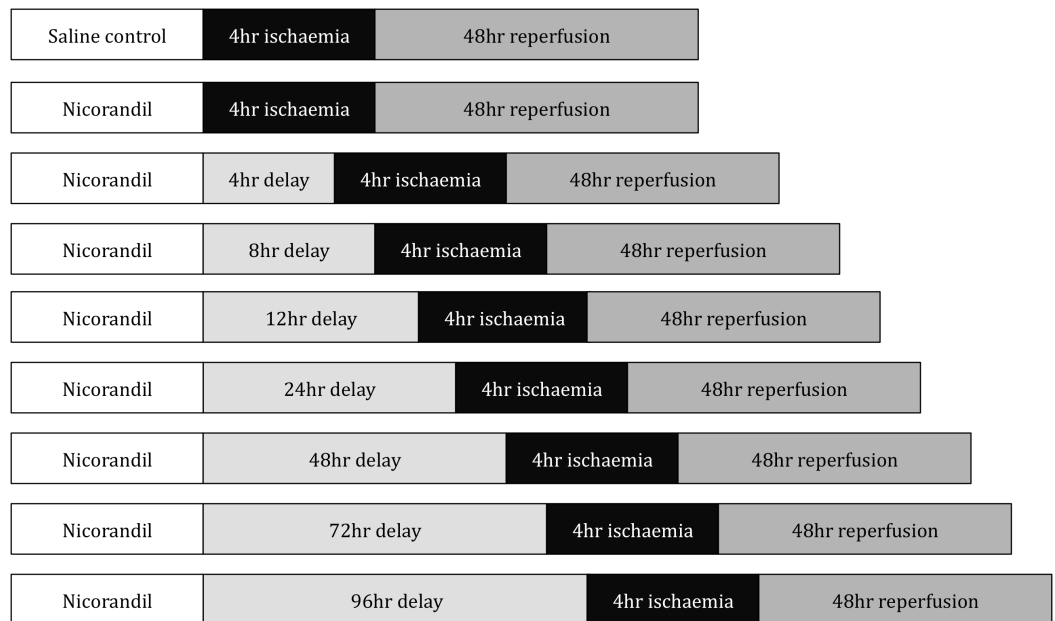 Saline control 4hr ischaemia 48hr reperfusion
Nicorandil 4hr ischaemia 48hr reperfusion
Nicorandil 4hr delay 4hr ischaemia 48hr reperfusion
Nicorandil 8hr delay 4hr ischaemia 48hr reperfusion
Nicorandil 12hr delay 4hr ischaemia 48hr reperfusion
Nicorandil 24hr delay 4hr ischaemia 48hr reperfusion
Nicorandil 48hr delay 4hr ischaemia 48hr reperfusion
Nicorandil 72hr delay 4hr ischaemia 48hr reperfusion
Nicorandil 96hr delay 4hr ischaemia 48hr reperfusion